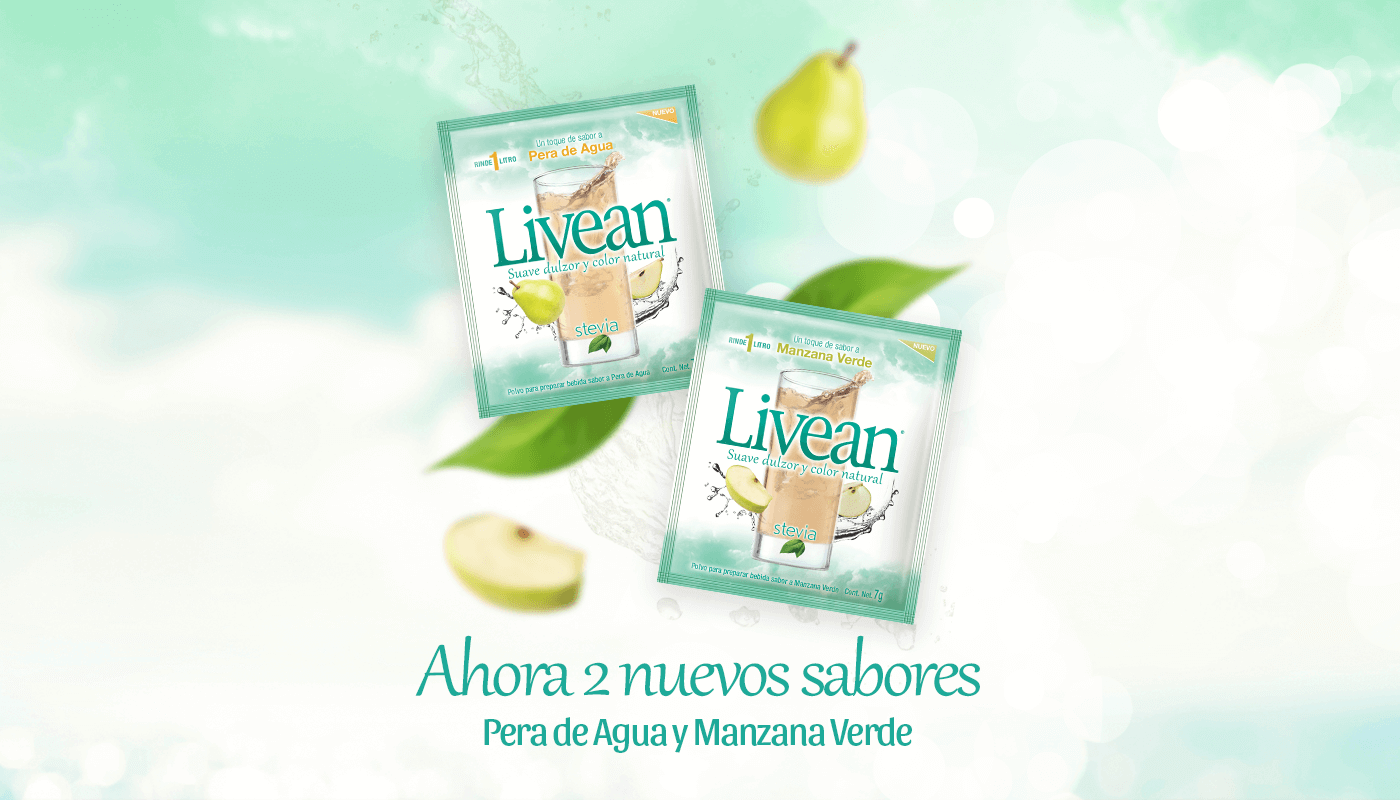 NUEVO
Un toque de sabor a
RINDE 1 LITRO Pera de Agua
Livean
Suave dulzor y color natural
stevia
Polvo para preparar bebida sabor a Pera de Agua Cont. Net.
NUEVO
Un toque de sabor a
RINDE 1 LITRO Manzana Verde
Livean
Suave dulzor y color natural
stevia
Polvo para preparar bebida sabor a Manzana Verde Cont. Net. 7g
Ahora 2 nuevos sabores
Pera de Agua y Manzana Verde